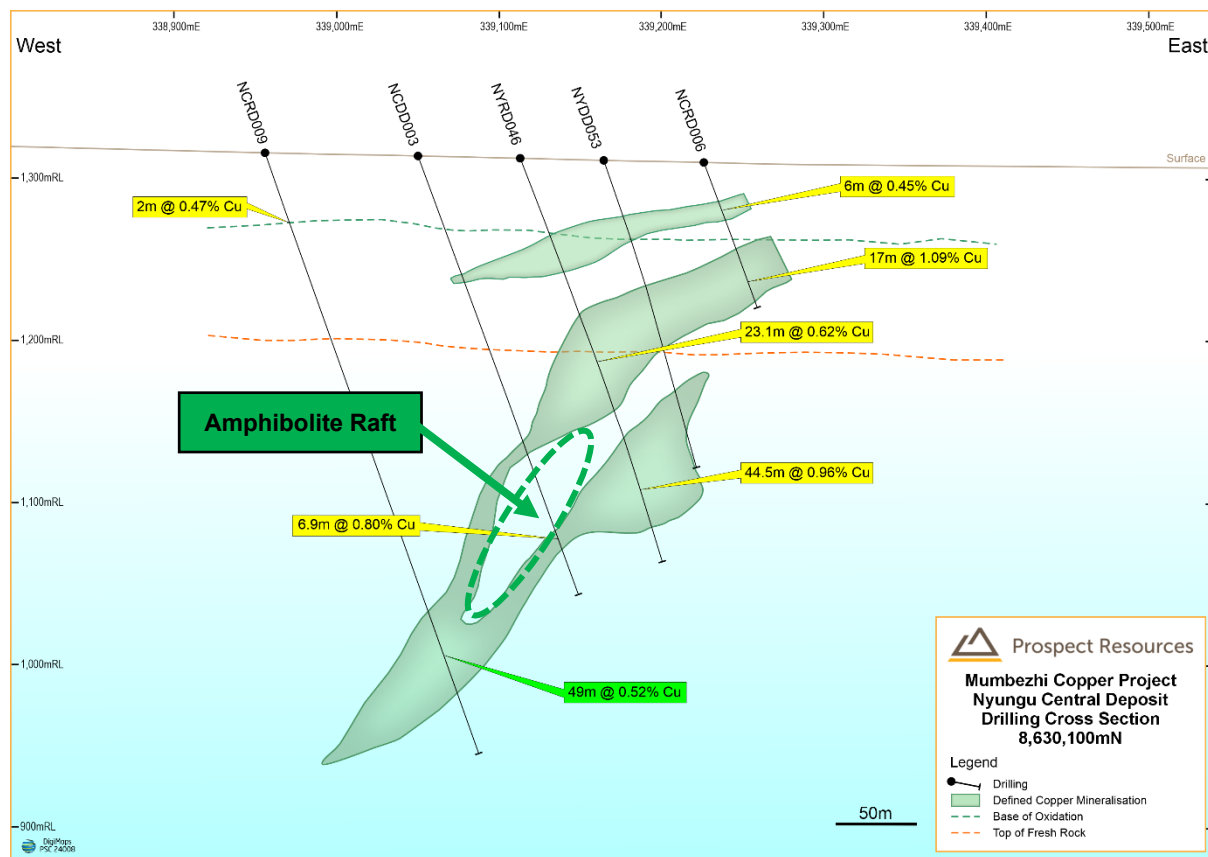 338,900mE
339,000mE
339,100mE
339,200mE
339,300mE
339,400mE
339,500mE
West
East
NCRD009
NCDD003
NYRD046
NYDD053
NCRD006
Surface
1,300mRL
1,200mRL
1,100mRL
1,000mRL
900mRL
2m @ 0.47% Cu
6m @ 0.45% Cu
17m @ 1.09% Cu
23.1m @ 0.62% Cu
Amphibolite Raft
44.5m @ 0.96% Cu
6.9m @ 0.80% Cu
49m @ 0.52% Cu
50m
Prospect Resources
Mumbezhi Copper Project
Nyungu Central Deposit
Drilling Cross Section
8,630,100mN
Legend
Drilling
Defined Copper Mineralisation
Base of Oxidation
Top of Fresh Rock
DigiMaps
PSC 24008